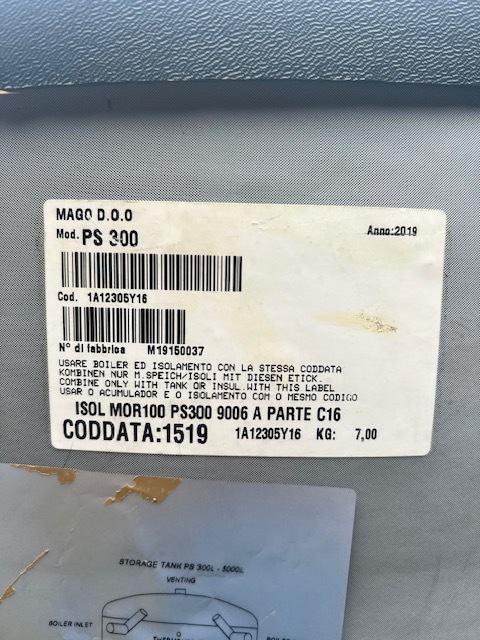 MAGO D.O.O
Mod. PS 300
Anno:2019
Cod. 1A12305Y16
N° di fabbrica M19150037
USARE BOILER ED ISOLAMENTO CON LA STESSA CODDATA
KOMBINEN NUR M.SPEICH/ISOLI MIT DIESEN ETICK.
COMBINE ONLY WITH TANK OR INSUL.WITH THIS LABEL
USAR O ACUMULADOR E O ISOLAMENTO COM O MESMO CODIGO
ISOL MOR100 PS300 9006 A PARTE C16
CODDATA:1519 1A12305Y16 KG: 7,00
STORAGE TANK PS 300L - 5000L
VENTING
BOILER INLET